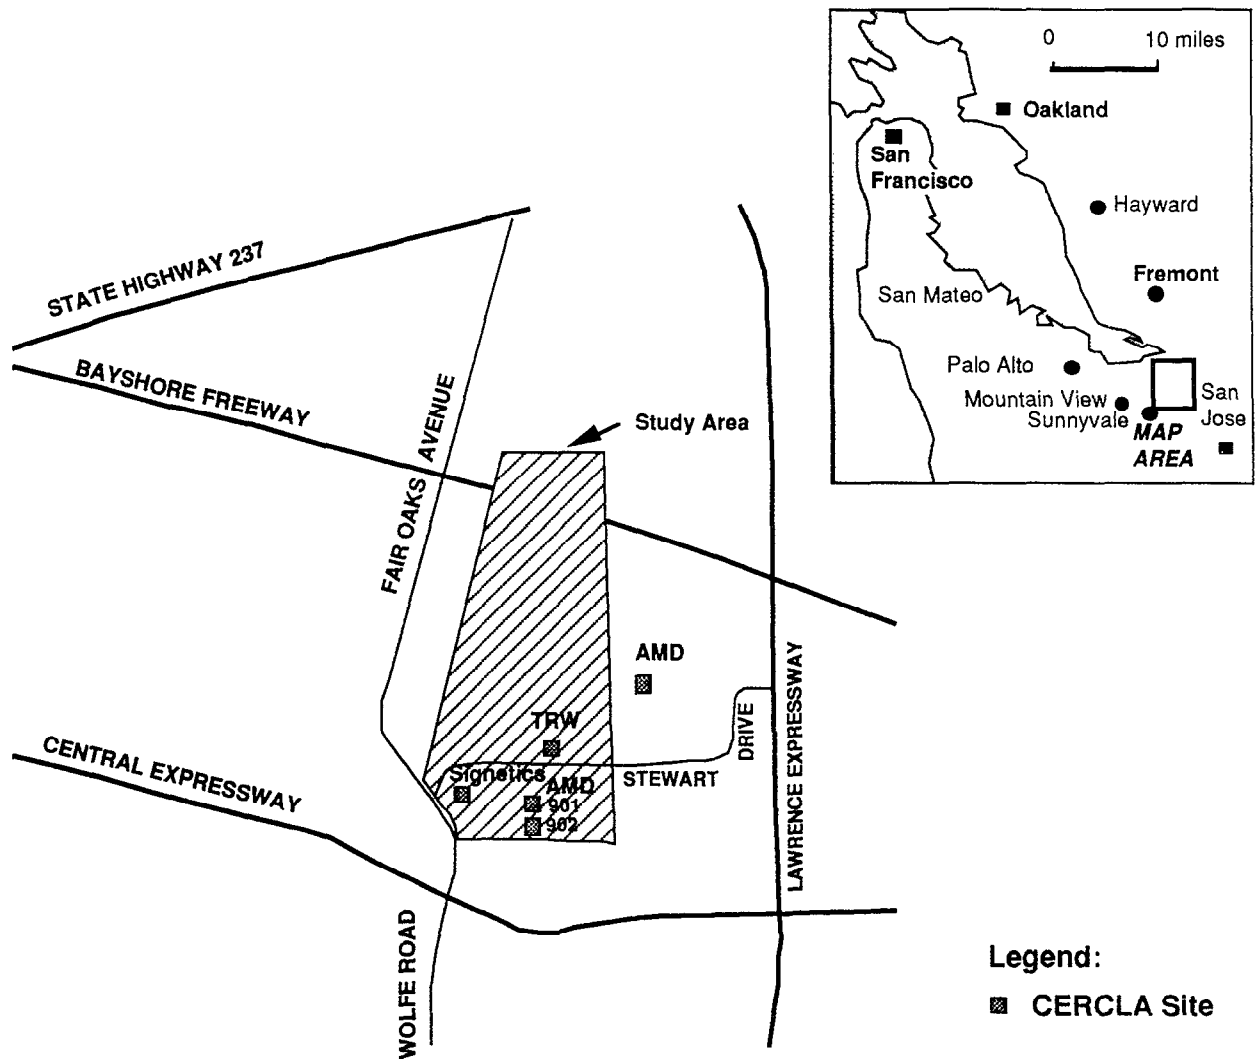 0 10 miles
Oakland
San
Francisco
Hayward
Fremont
San Mateo
Palo Alto
Mountain View
Sunnyvale
San
Jose
MAP
AREA
STATE HIGHWAY 237
BAYSHORE FREEWAY
FAIR OAKS AVENUE
Study Area
AMD
TRW
Signetics
AMD
901
902
STEWART
DRIVE
LAWRENCE EXPRESSWAY
CENTRAL EXPRESSWAY
WOLFE ROAD
Legend:
CERCLA Site